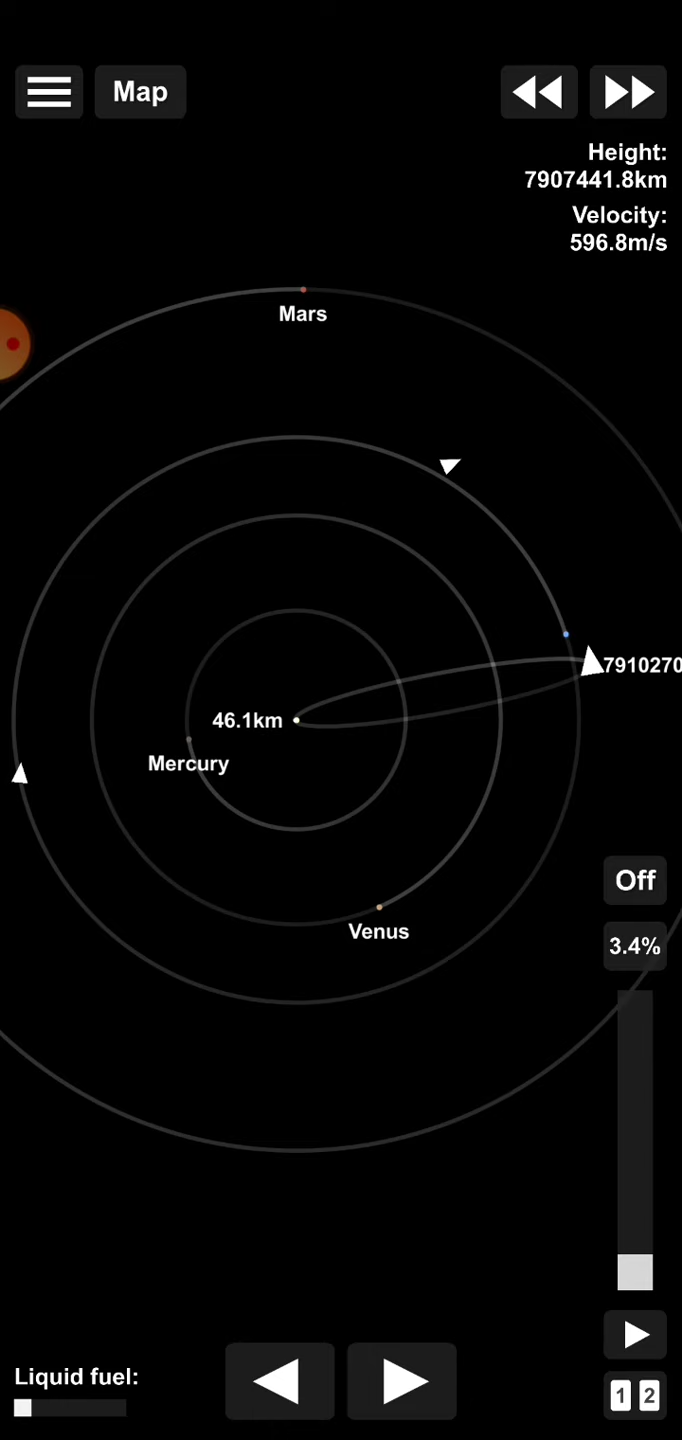 Map
Height:
7907441.8km
Velocity:
596.8m/s
Mars
7910270
46.1km
Mercury
Off
Venus
3.4%
Liquid fuel:
1 2